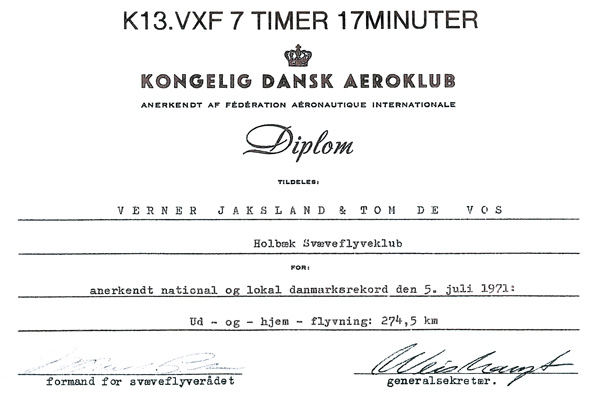 K13.VXF 7 TIMER 17MINUTER
KONGELIG DANSK AEROKLUB
ANERKENDT AF FÉDÉRATION AÉRONAUTIQUE INTERNATIONALE
Diplom
TILDELES:
VERNER JAKSLAND & TOM DE VOS
Holbæk Svæveflyveklub
FOR:
anerkendt national og lokal danmarksrekord den 5. juli 1971:
Ud - og - hjem - flyvning: 274,5 km
formand for svæveflyverådet
generalsekretær.